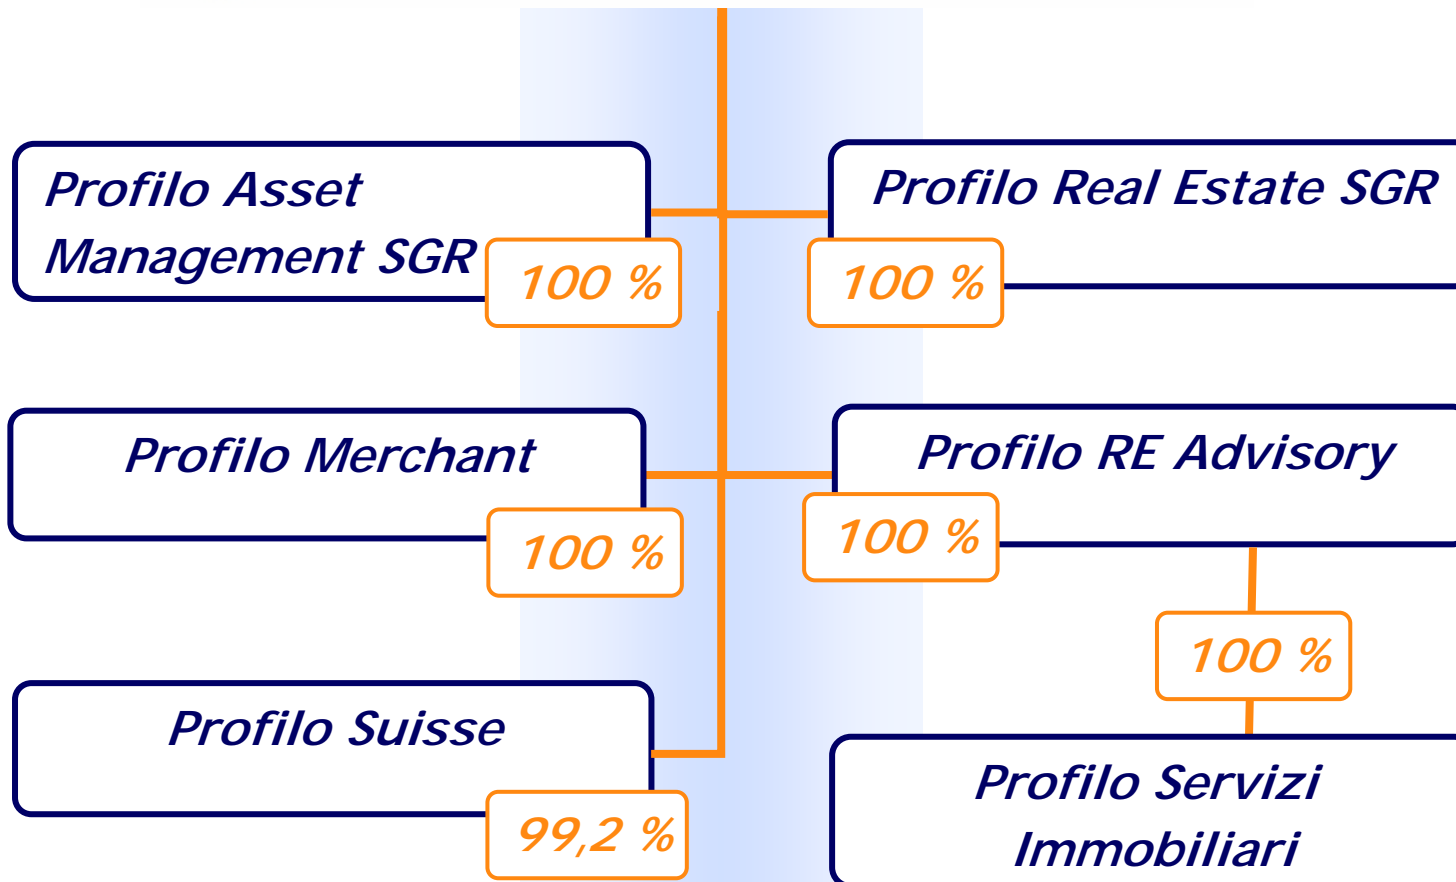 Profilo Asset
Management SGR
100 %
Profilo Real Estate SGR
100 %
Profilo Merchant
100 %
Profilo RE Advisory
100 %
100 %
Profilo Suisse
99,2 %
Profilo Servizi
Immobiliari